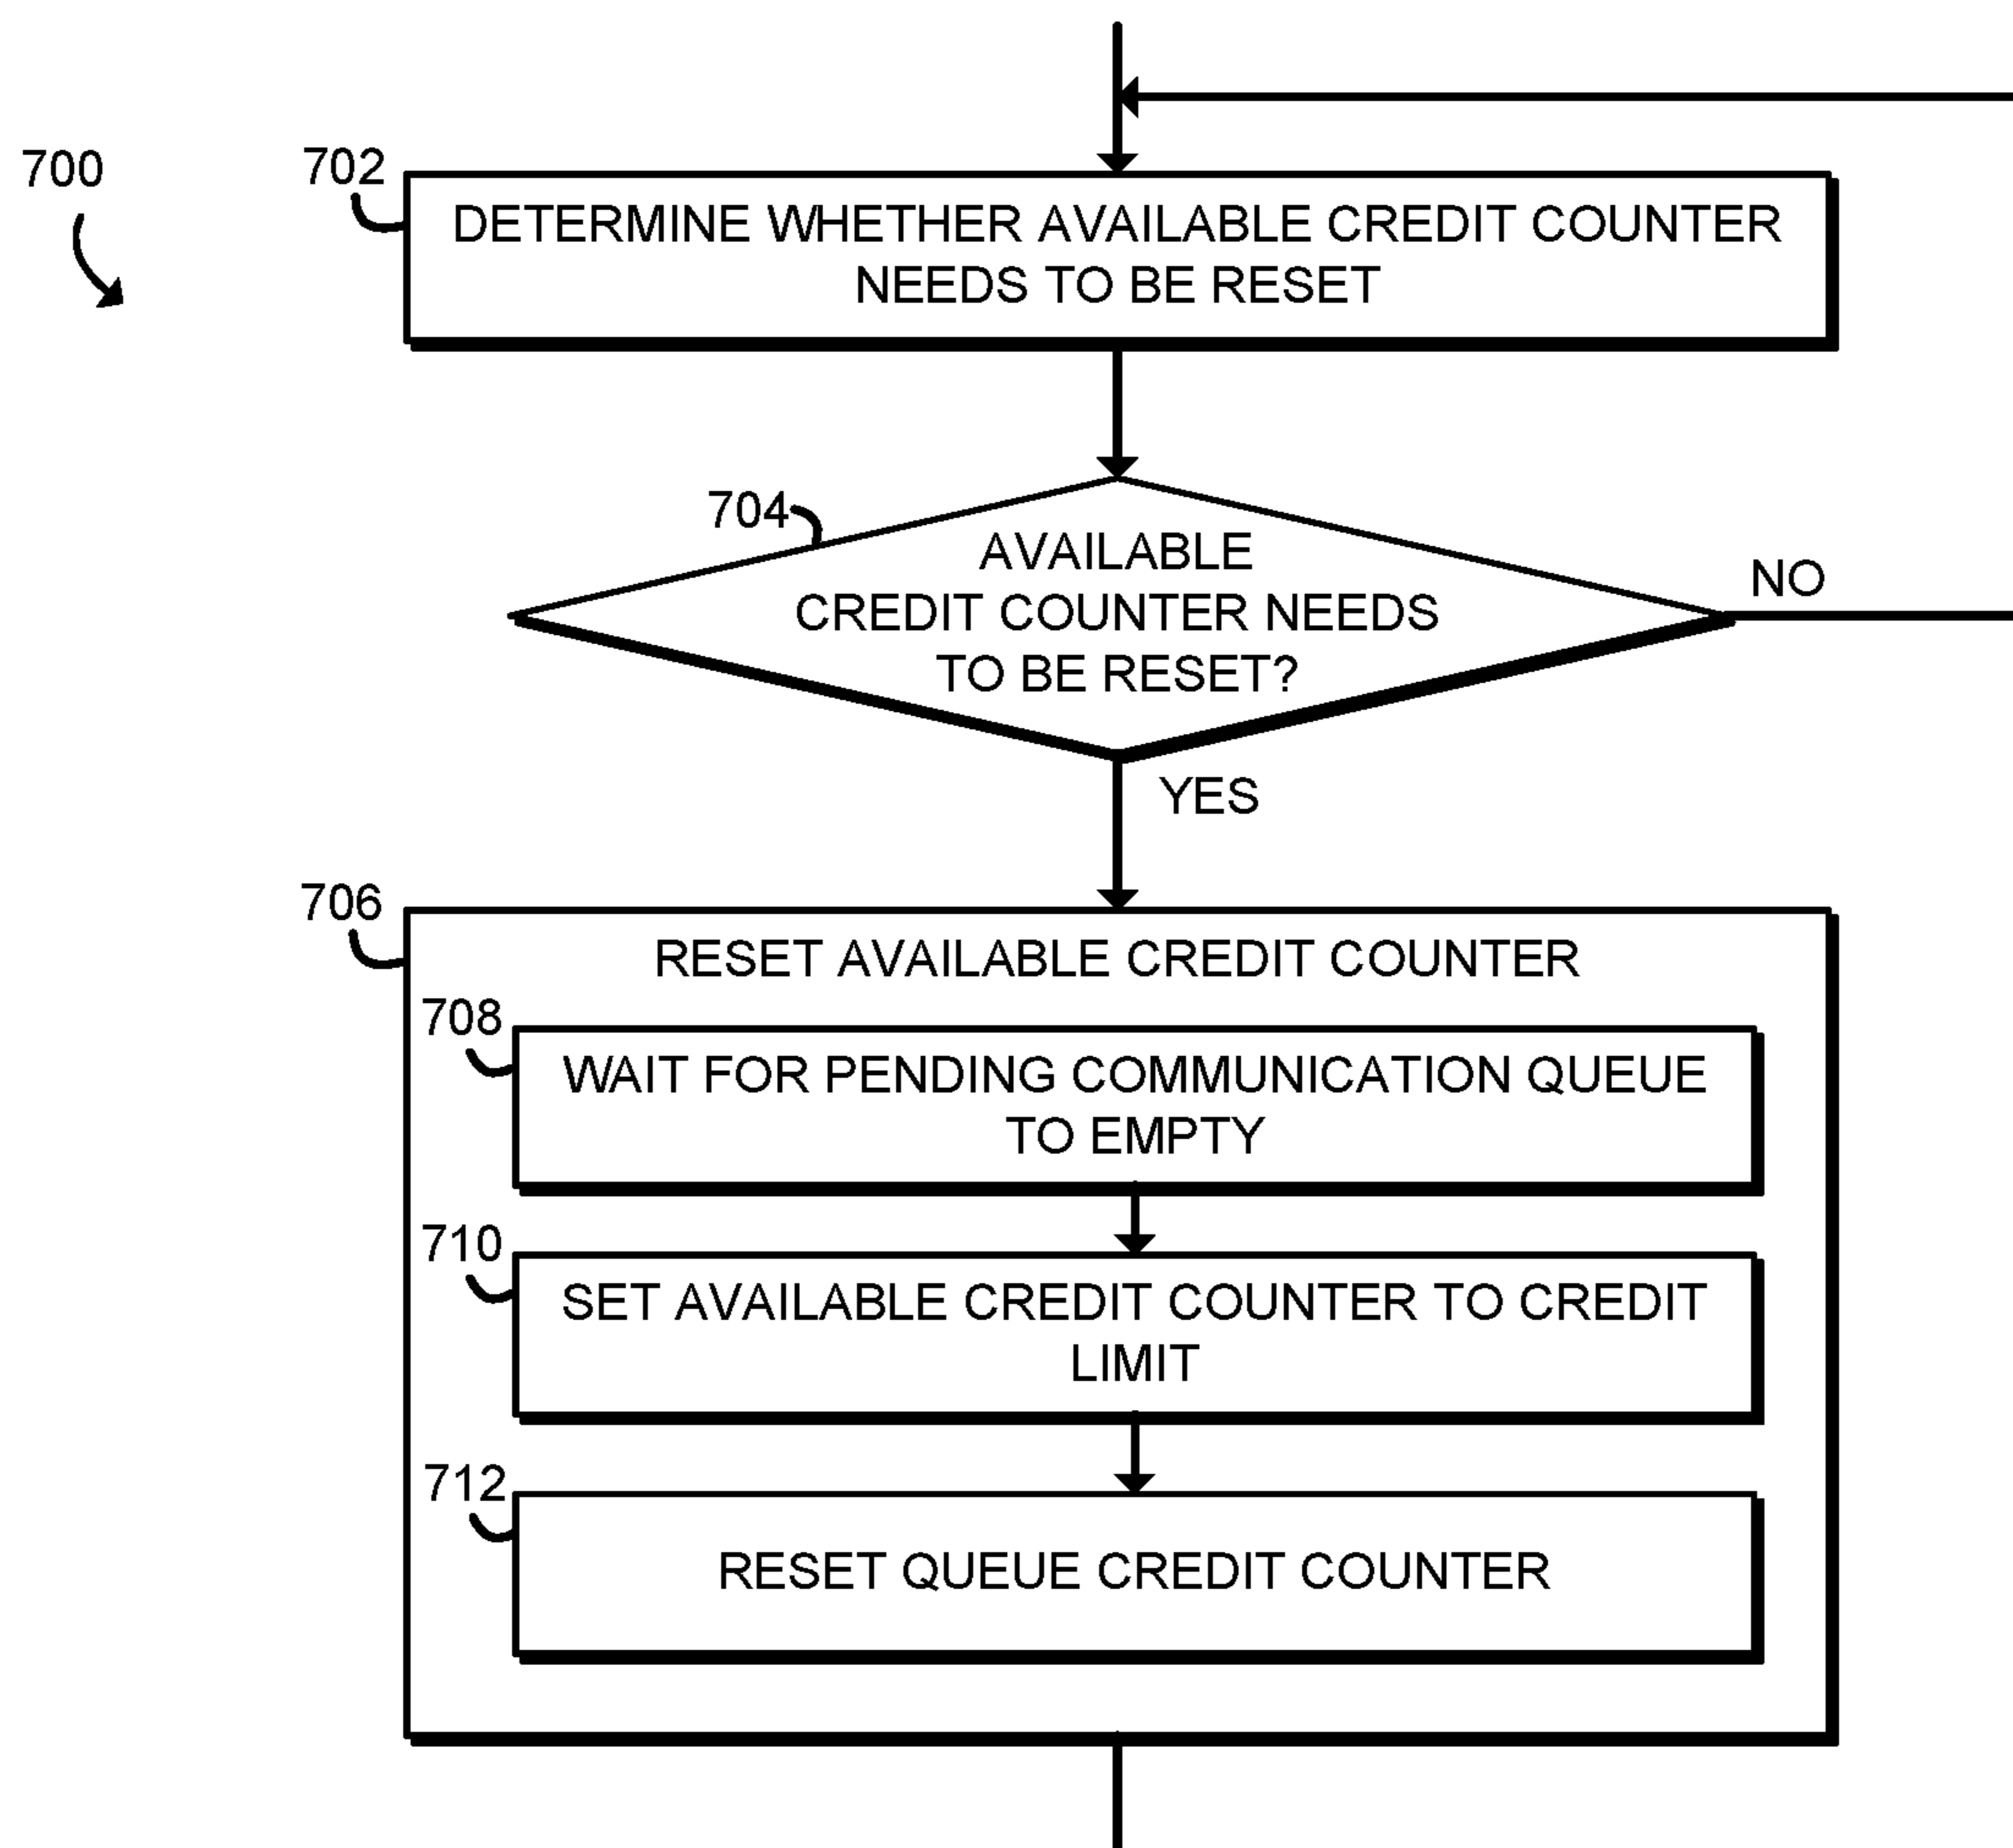 700
702
DETERMINE WHETHER AVAILABLE CREDIT COUNTER
NEEDS TO BE RESET
704
AVAILABLE
CREDIT COUNTER NEEDS
TO BE RESET?
NO
YES
706
RESET AVAILABLE CREDIT COUNTER
708
WAIT FOR PENDING COMMUNICATION QUEUE
TO EMPTY
710
SET AVAILABLE CREDIT COUNTER TO CREDIT
LIMIT
712
RESET QUEUE CREDIT COUNTER